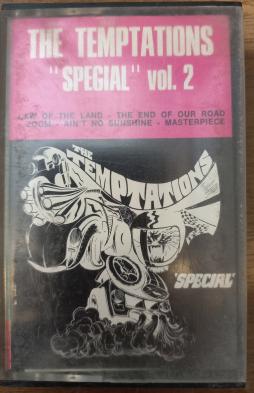 THE TEMPTATIONS
"SPECIAL" vol. 2
LAW OF THE LAND - THE END OF OUR ROAD
ZOOM - AIN'T NO SUNSHINE - MASTERPIECE
THE
TEMPTATIONS
'SPECIAL'